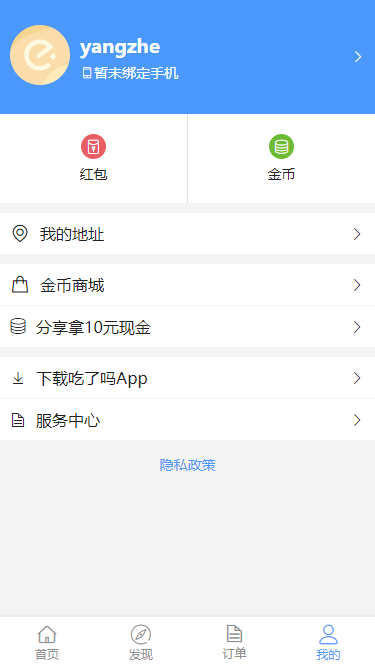 yangzhe
暂未绑定手机
红包
金币
我的地址
金币商城
分享拿10元现金
下载吃了吗App
服务中心
隐私政策
首页
发现
订单
我的